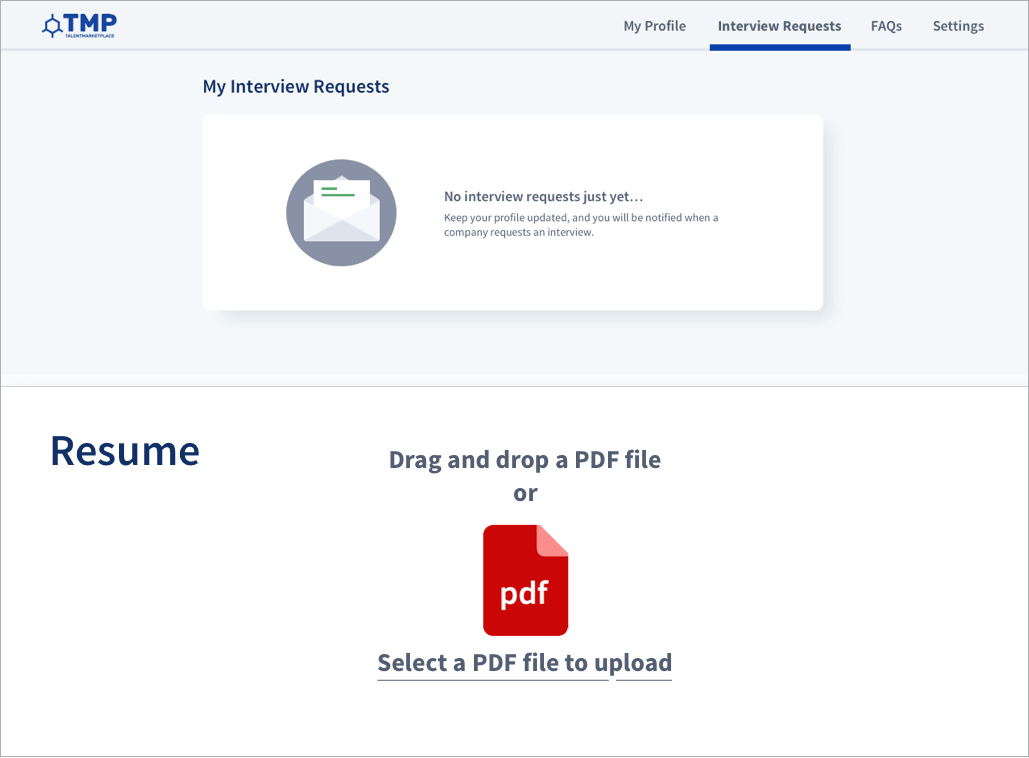 TMP
TALENTMARKETPLACE
My Profile Interview Requests FAQs Settings
My Interview Requests
No interview requests just yet...
Keep your profile updated, and you will be notified when a
company requests an interview.
Resume
Drag and drop a PDF file
or
pdf
Select a PDF file to upload